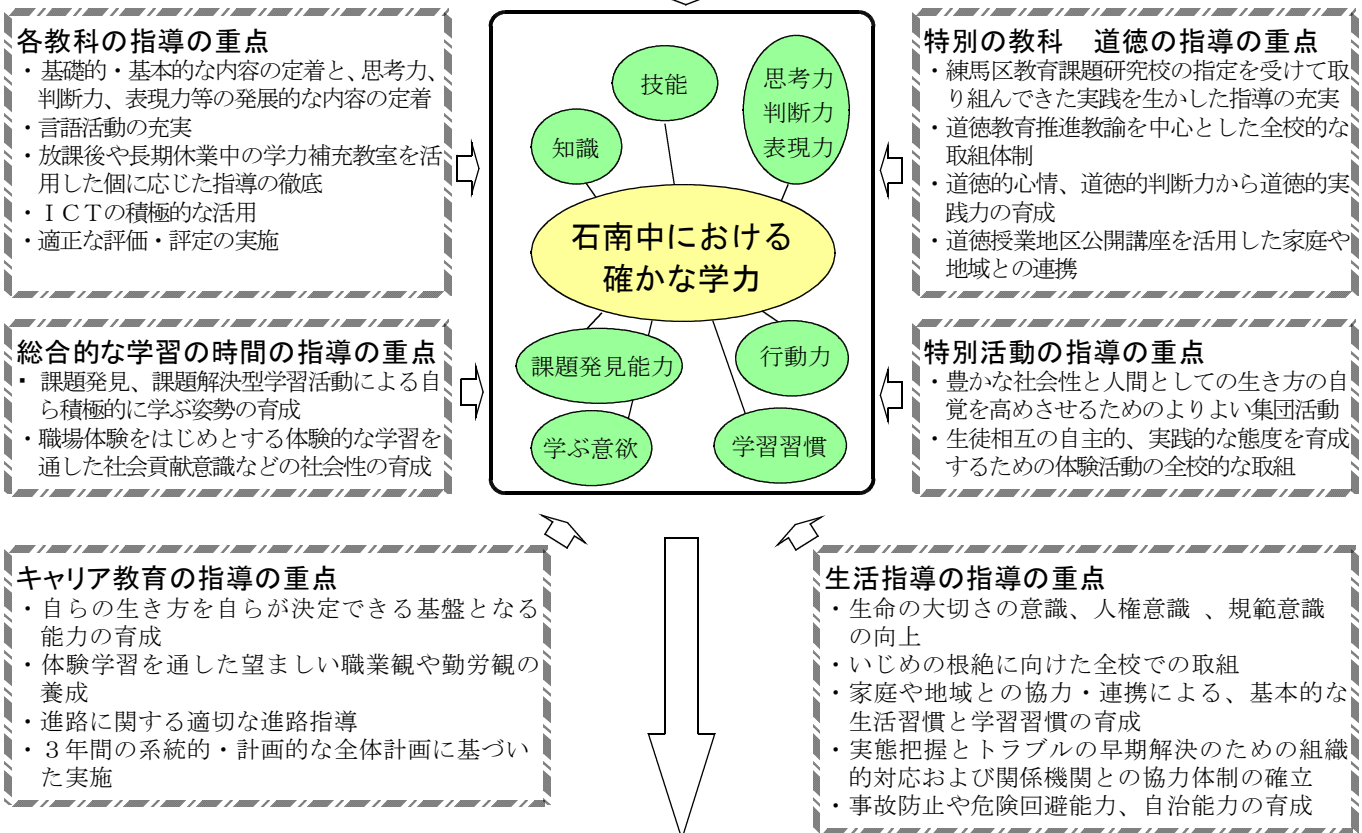 各教科の指導の重点
・基礎的・基本的な内容の定着と、思考力、
判断力、表現力等の発展的な内容の定着
・言語活動の充実
・放課後や長期休業中の学力補充教室を活
用した個に応じた指導の徹底
・ＩＣＴの積極的な活用
・適正な評価・評定の実施
総合的な学習の時間の指導の重点
・課題発見、課題解決型学習活動による自
ら積極的に学ぶ姿勢の育成
・職場体験をはじめとする体験的な学習を
通した社会貢献意識などの社会性の育成
技能
思考力
判断力
表現力
知識
石南中における
確かな学力
課題発見能力
行動力
学ぶ意欲
学習習慣
特別の教科　道徳の指導の重点
・練馬区教育課題研究校の指定を受けて取
り組んできた実践を生かした指導の充実
・道徳教育推進教諭を中心とした全校的な
取組体制
・道徳的心情、道徳的判断力から道徳的実
践力の育成
・道徳授業地区公開講座を活用した家庭や
地域との連携
特別活動の指導の重点
・豊かな社会性と人間としての生き方の自
覚を高めさせるためのよりよい集団活動
・生徒相互の自主的、実践的な態度を育成
するための体験活動の全校的な取組
キャリア教育の指導の重点
・自らの生き方を自らが決定できる基盤となる
能力の育成
・体験学習を通した望ましい職業観や勤労観の
養成
・進路に関する適切な進路指導
・３年間の系統的・計画的な全体計画に基づい
た実施
生活指導の指導の重点
・生命の大切さの意識、人権意識 、規範意識
の向上
・いじめの根絶に向けた全校での取組
・家庭や地域との協力・連携による、基本的な
生活習慣と学習習慣の育成
・実態把握とトラブルの早期解決のための組織
的対応および関係機関との協力体制の確立
・事故防止や危険回避能力、自治能力の育成